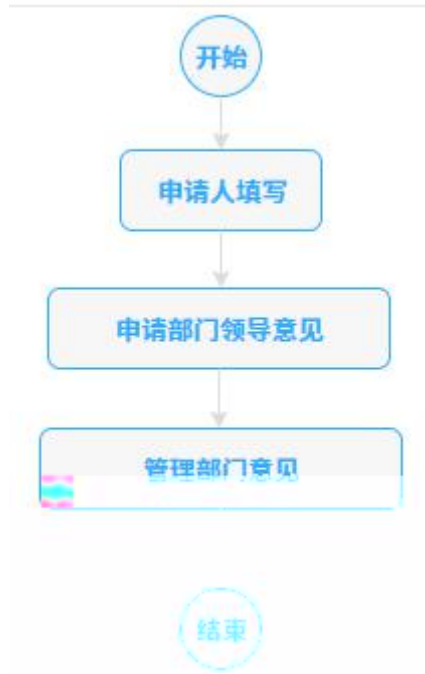 开始
申请人填写
申请部门领导意见
管理部门意见
结束